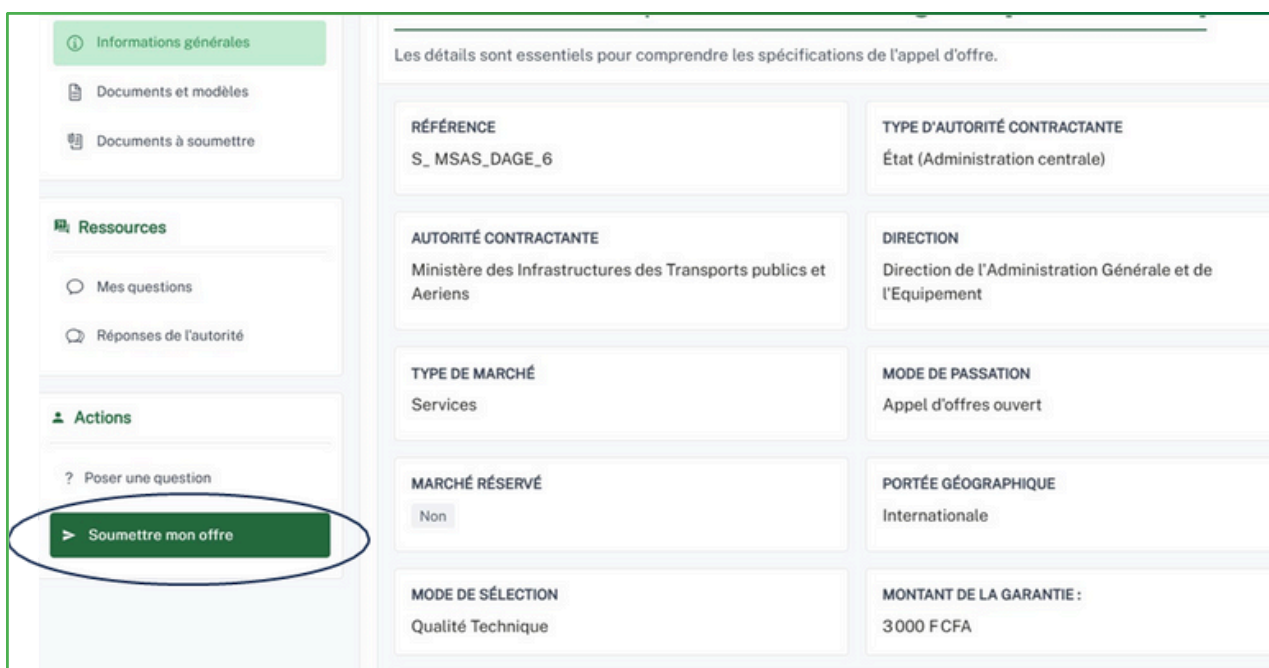 Informations générales
Documents et modèles
Documents à soumettre
Ressources
Mes questions
Réponses de l'autorité
Actions
? Poser une question
Soumettre mon offre
Les détails sont essentiels pour comprendre les spécifications de l'appel d'offre.
RÉFÉRENCE
S_ MSAS_DAGE_6
TYPE D'AUTORITÉ CONTRACTANTE
État (Administration centrale)
AUTORITÉ CONTRACTANTE
Ministère des Infrastructures des Transports publics et
Aeriens
DIRECTION
Direction de l'Administration Générale et de
l'Equipement
TYPE DE MARCHÉ
Services
MODE DE PASSATION
Appel d'offres ouvert
MARCHÉ RÉSERVÉ
Non
PORTÉE GÉOGRAPHIQUE
Internationale
MODE DE SÉLECTION
Qualité Technique
MONTANT DE LA GARANTIE :
3 000 F CFA